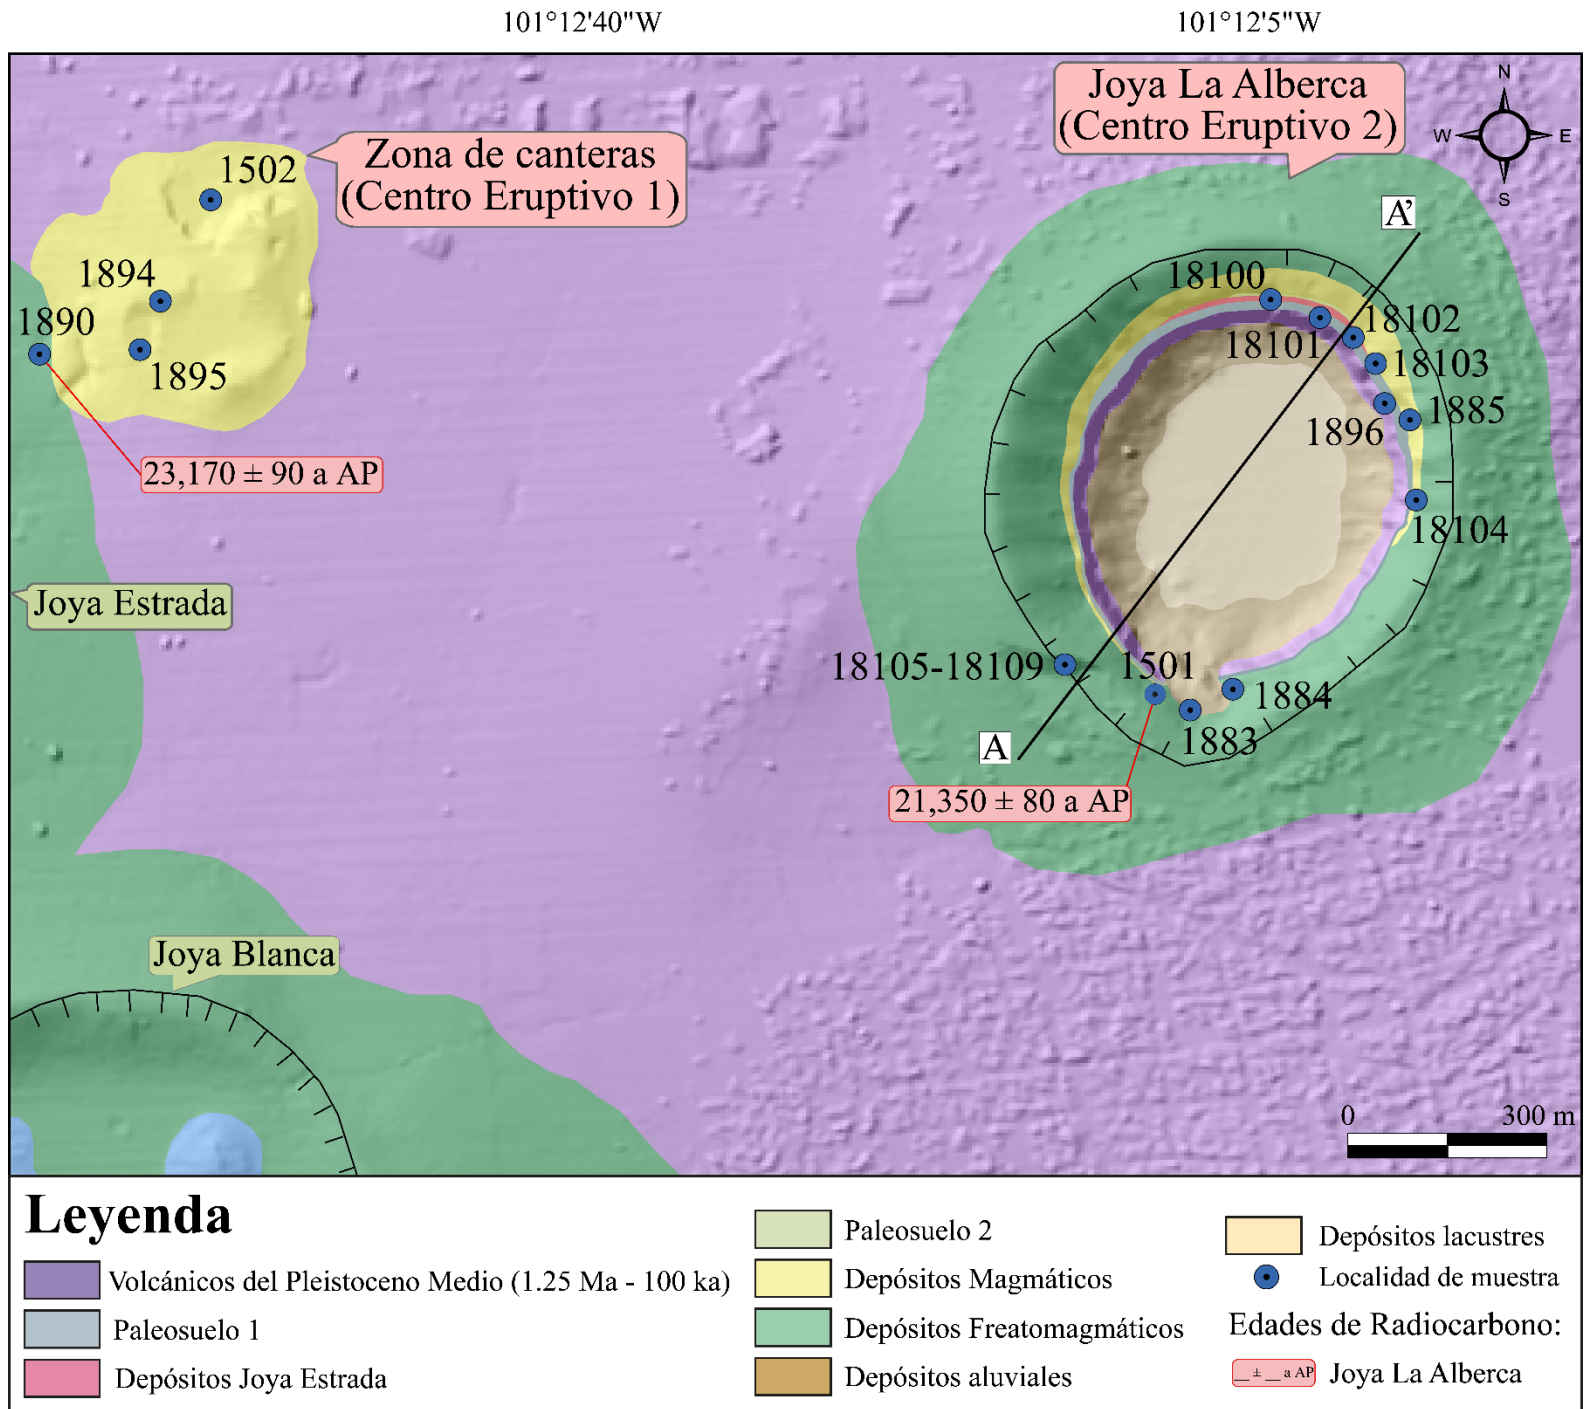 101°12'40"W
101°12'5"W
Joya La Alberca
(Centro Eruptivo 2)
N
W
E
S
Zona de canteras
(Centro Eruptivo 1)
1502
A'
1894
18100
1890
18102
18101
1895
18103
1885
1896
23,170 ± 90 a AP
18104
Joya Estrada
18105-18109
1501
1884
1883
A
21,350 ± 80 a AP
Joya Blanca
0
300 m
Leyenda
Volcánicos del Pleistoceno Medio (1.25 Ma - 100 ka)
Paleosuelo 1
Depósitos Joya Estrada
Paleosuelo 2
Depósitos Magmáticos
Depósitos Freatomagmáticos
Depósitos aluviales
Depósitos lacustres
Localidad de muestra
Edades de Radiocarbono:
__ ± __ a AP
Joya La Alberca